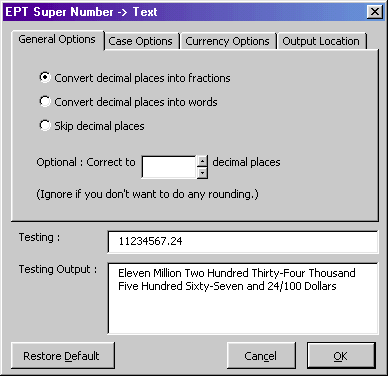 EPT Super Number -> Text
General Options Case Options Currency Options Output Location
Convert decimal places into fractions
Convert decimal places into words
Skip decimal places
Optional : Correct to decimal places
(Ignore if you don't want to do any rounding.)
Testing : 11234567.24
Testing Output : Eleven Million Two Hundred Thirty-Four Thousand
Five Hundred Sixty-Seven and 24/100 Dollars
Restore Default Cancel OK